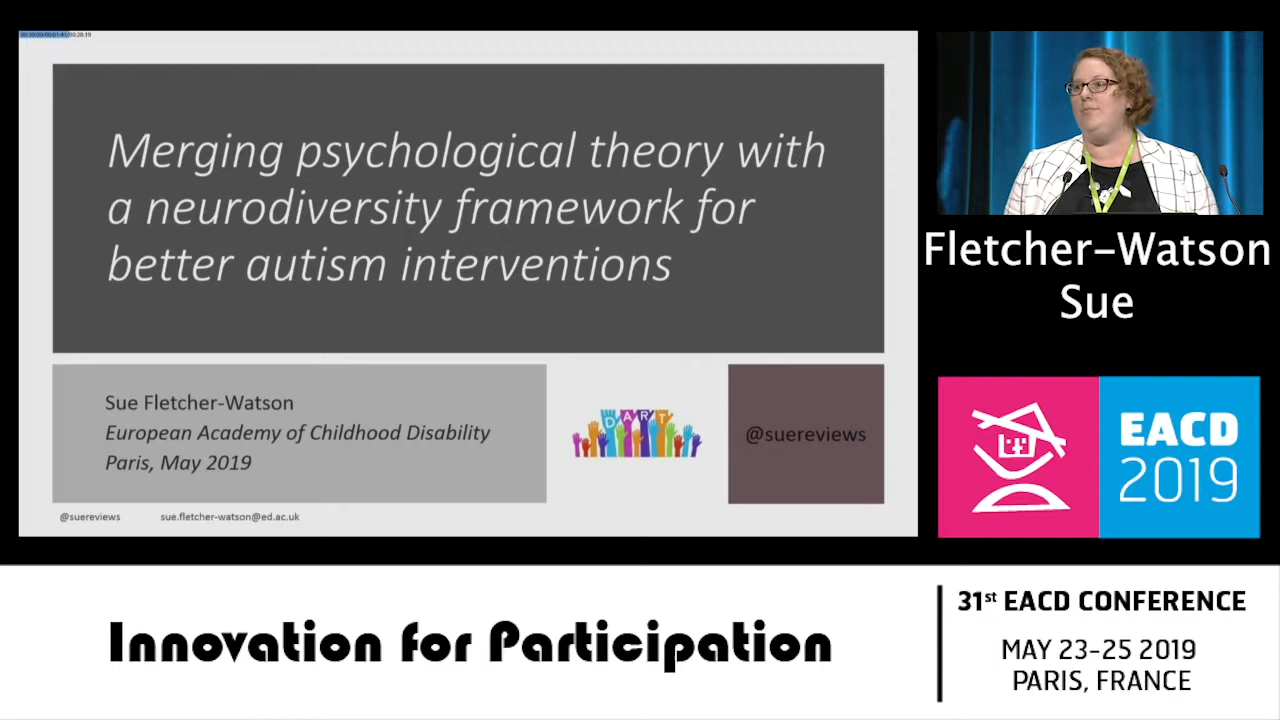 Merging psychological theory with
a neurodiversity framework for
better autism interventions
Sue Fletcher-Watson
European Academy of Childhood Disability
Paris, May 2019
DART
@suereviews
@suereviews
sue.fletcher-watson@ed.ac.uk
Fletcher-Watson
Sue
EACD
2019
Innovation for Participation
31st EACD CONFERENCE
MAY 23-25 2019
PARIS, FRANCE